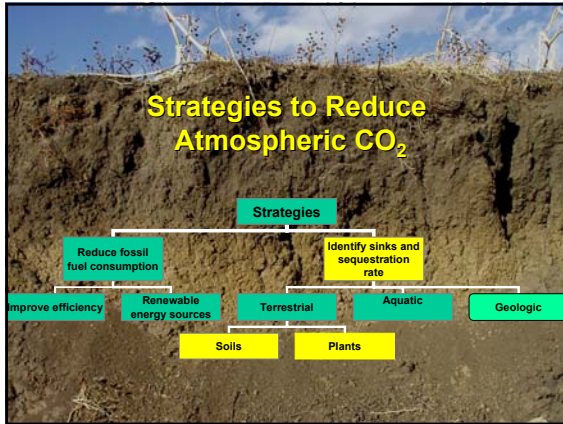 Strategies to Reduce
Atmospheric CO₂
Strategies
Reduce fossil
fuel consumption
Identify sinks and
sequestration
rate
Improve efficiency
Renewable
energy sources
Terrestrial
Aquatic
Geologic
Soils
Plants